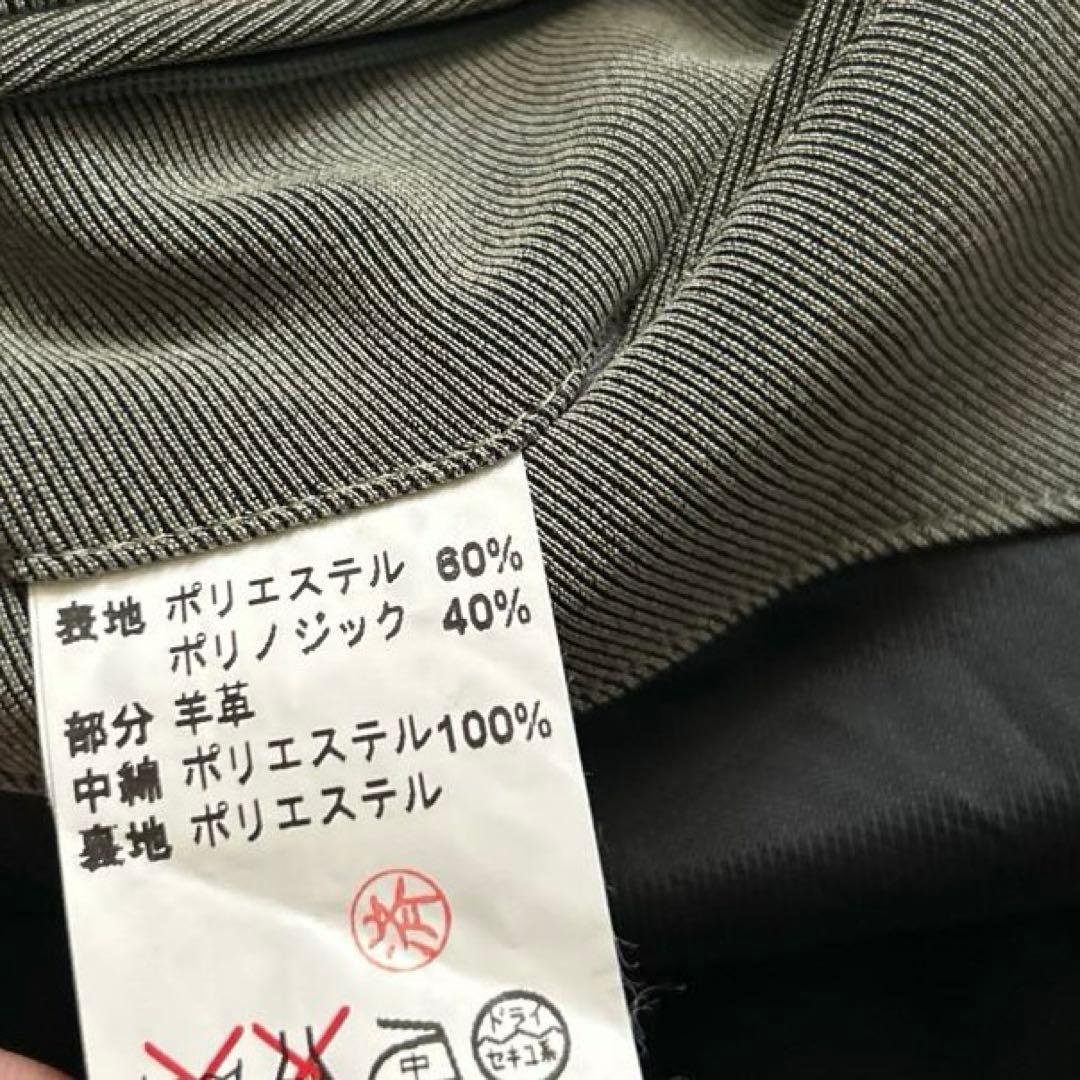 表地 ポリエステル 60%
ポリノジック 40%
部分 羊革
中綿 ポリエステル100%
裏地 ポリエステル
済
中
ドライ
セキユ系